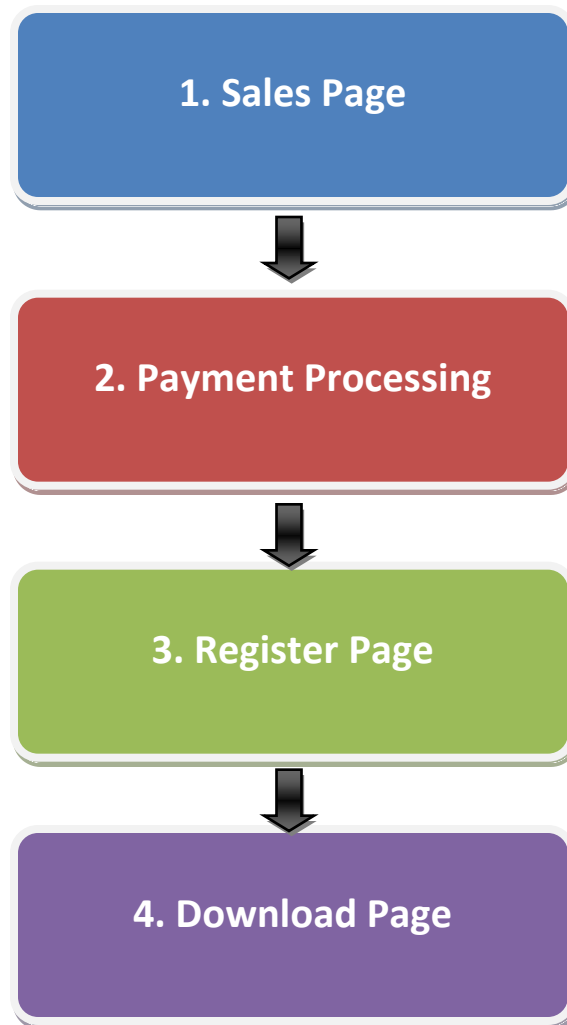 1. Sales Page
2. Payment Processing
3. Register Page
4. Download Page